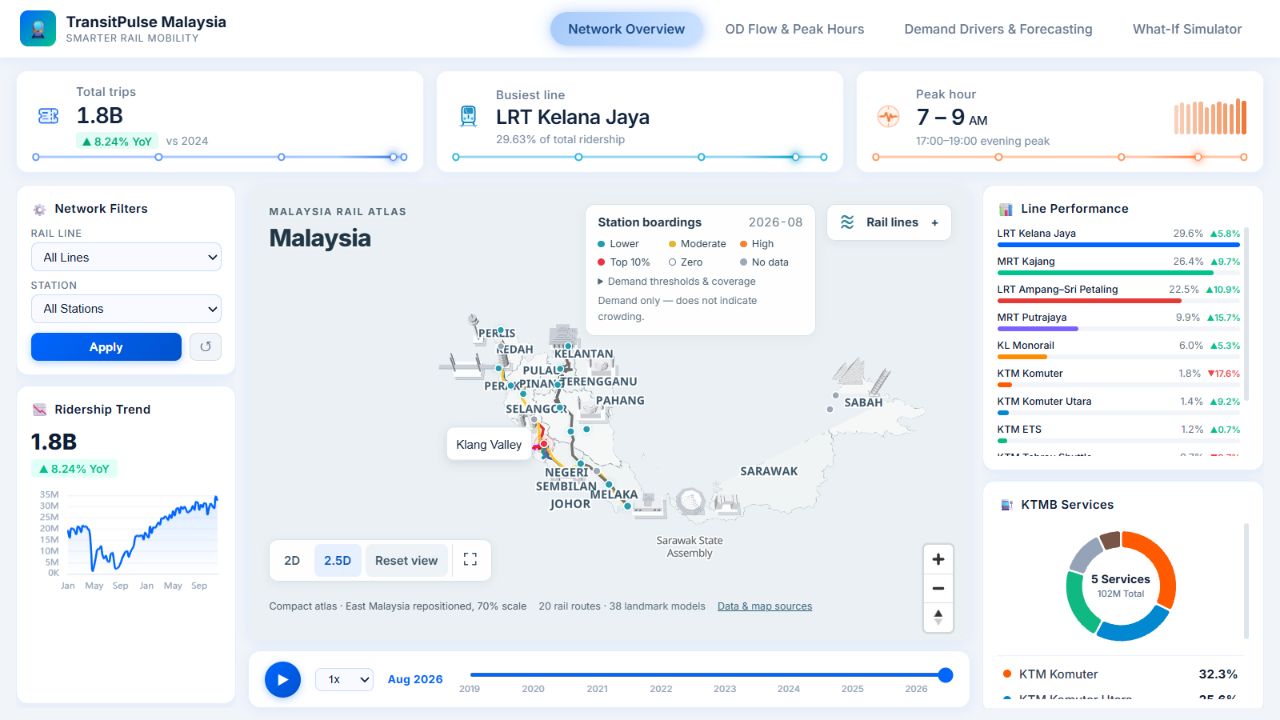 TransitPulse Malaysia
SMARTER RAIL MOBILITY
Network Overview
OD Flow & Peak Hours
Demand Drivers & Forecasting
What-If Simulator
Total trips
1.8B
▲ 8.24% YoY vs 2024
Busiest line
LRT Kelana Jaya
29.63% of total ridership
Peak hour
7 – 9 AM
17:00–19:00 evening peak
Network Filters
RAIL LINE
All Lines
STATION
All Stations
Apply ↺
Ridership Trend
1.8B
▲ 8.24% YoY
35M
30M
25M
20M
15M
10M
5M
0K
Jan May Sep Jan May Sep
MALAYSIA RAIL ATLAS
Malaysia
Station boardings 2026-08
Lower Moderate High
Top 10% Zero No data
▶ Demand thresholds & coverage
Demand only — does not indicate
crowding.
Rail lines +
PERLIS
KEDAH
KELANTAN
PULAU
PINANG
PERAK
TERENGGANU
PAHANG
SELANGOR
Klang Valley
NEGERI
SEMBILAN
MELAKA
JOHOR
SABAH
SARAWAK
Sarawak State
Assembly
2D 2.5D Reset view
Compact atlas · East Malaysia repositioned, 70% scale 20 rail routes · 38 landmark models Data & map sources
+
−
1x
Aug 2026
2019 2020 2021 2022 2023 2024 2025 2026
Line Performance
LRT Kelana Jaya 29.6% ▲5.8%
MRT Kajang 26.4% ▲9.7%
LRT Ampang–Sri Petaling 22.5% ▲10.9%
MRT Putrajaya 9.9% ▲15.7%
KL Monorail 6.0% ▲5.3%
KTM Komuter 1.8% ▼17.6%
KTM Komuter Utara 1.4% ▲9.2%
KTM ETS 1.2% ▲0.7%
KTMB Services
5 Services
102M Total
KTM Komuter 32.3%
KTM Komuter Utara 25.6%